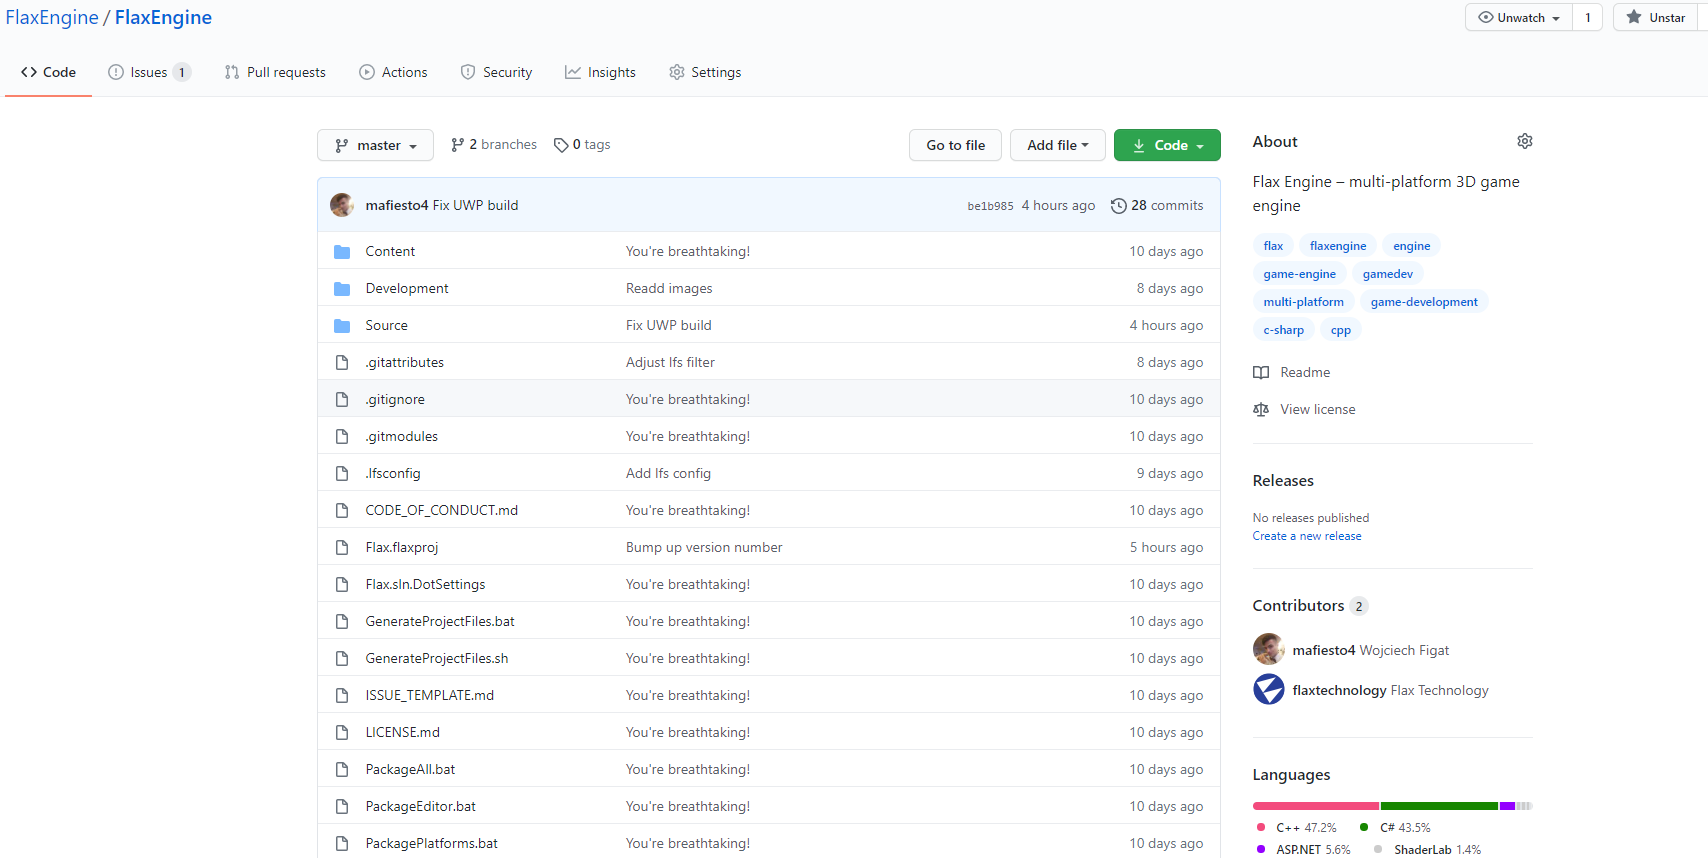 FlaxEngine / FlaxEngine
Unwatch 1 Unstar
Code Issues 1 Pull requests Actions Security Insights Settings
master 2 branches 0 tags Go to file Add file Code
mafiesto4 Fix UWP build be1b985 4 hours ago 28 commits
Content You're breathtaking! 10 days ago
Development Readd images 8 days ago
Source Fix UWP build 4 hours ago
.gitattributes Adjust lfs filter 8 days ago
.gitignore You're breathtaking! 10 days ago
.gitmodules You're breathtaking! 10 days ago
.lfsconfig Add lfs config 9 days ago
CODE_OF_CONDUCT.md You're breathtaking! 10 days ago
Flax.flaxproj Bump up version number 5 hours ago
Flax.sln.DotSettings You're breathtaking! 10 days ago
GenerateProjectFiles.bat You're breathtaking! 10 days ago
GenerateProjectFiles.sh You're breathtaking! 10 days ago
ISSUE_TEMPLATE.md You're breathtaking! 10 days ago
LICENSE.md You're breathtaking! 10 days ago
PackageAll.bat You're breathtaking! 10 days ago
PackageEditor.bat You're breathtaking! 10 days ago
PackagePlatforms.bat You're breathtaking! 10 days ago
About
Flax Engine – multi-platform 3D game
engine
flax flaxengine engine
game-engine gamedev
multi-platform game-development
c-sharp cpp
Readme
View license
Releases
No releases published
Create a new release
Contributors 2
mafiesto4 Wojciech Figat
flaxtechnology Flax Technology
Languages
C++ 47.2% C# 43.5%
ASP.NET 5.6% ShaderLab 1.4%